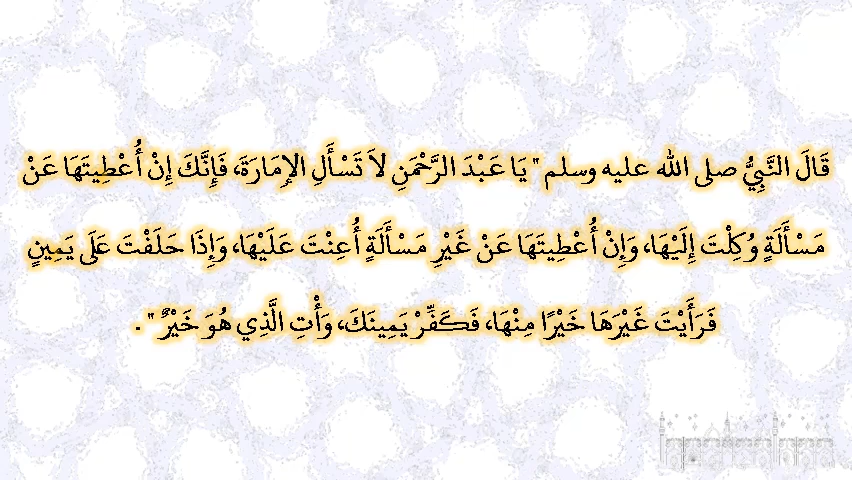 قَالَ النَّبِيُّ صلى الله عليه وسلم " يَا عَبْدَ الرَّحْمَنِ لاَ تَسْأَلِ الإِمَارَةَ، فَإِنَّكَ إِنْ أُعْطِيتَهَا عَنْ
مَسْأَلَةٍ وُكِلْتَ إِلَيْهَا، وَإِنْ أُعْطِيتَهَا عَنْ غَيْرِ مَسْأَلَةٍ أُعِنْتَ عَلَيْهَا، وَإِذَا حَلَفْتَ عَلَى يَمِينٍ
فَرَأَيْتَ غَيْرَهَا خَيْرًا مِنْهَا، فَكَفِّرْ يَمِينَكَ، وَأْتِ الَّذِي هُوَ خَيْرٌ " .